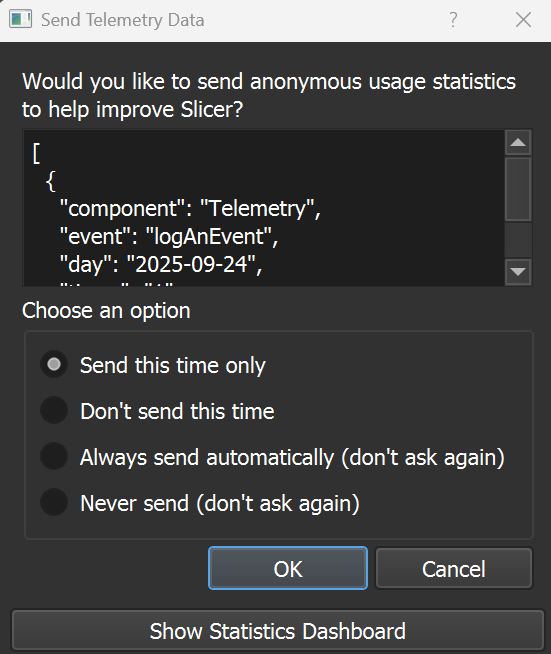 Send Telemetry Data
?
Would you like to send anonymous usage statistics
to help improve Slicer?
[
{
"component": "Telemetry",
"event": "logAnEvent",
"day": "2025-09-24",
Choose an option
Send this time only
Don't send this time
Always send automatically (don't ask again)
Never send (don't ask again)
OK
Cancel
Show Statistics Dashboard